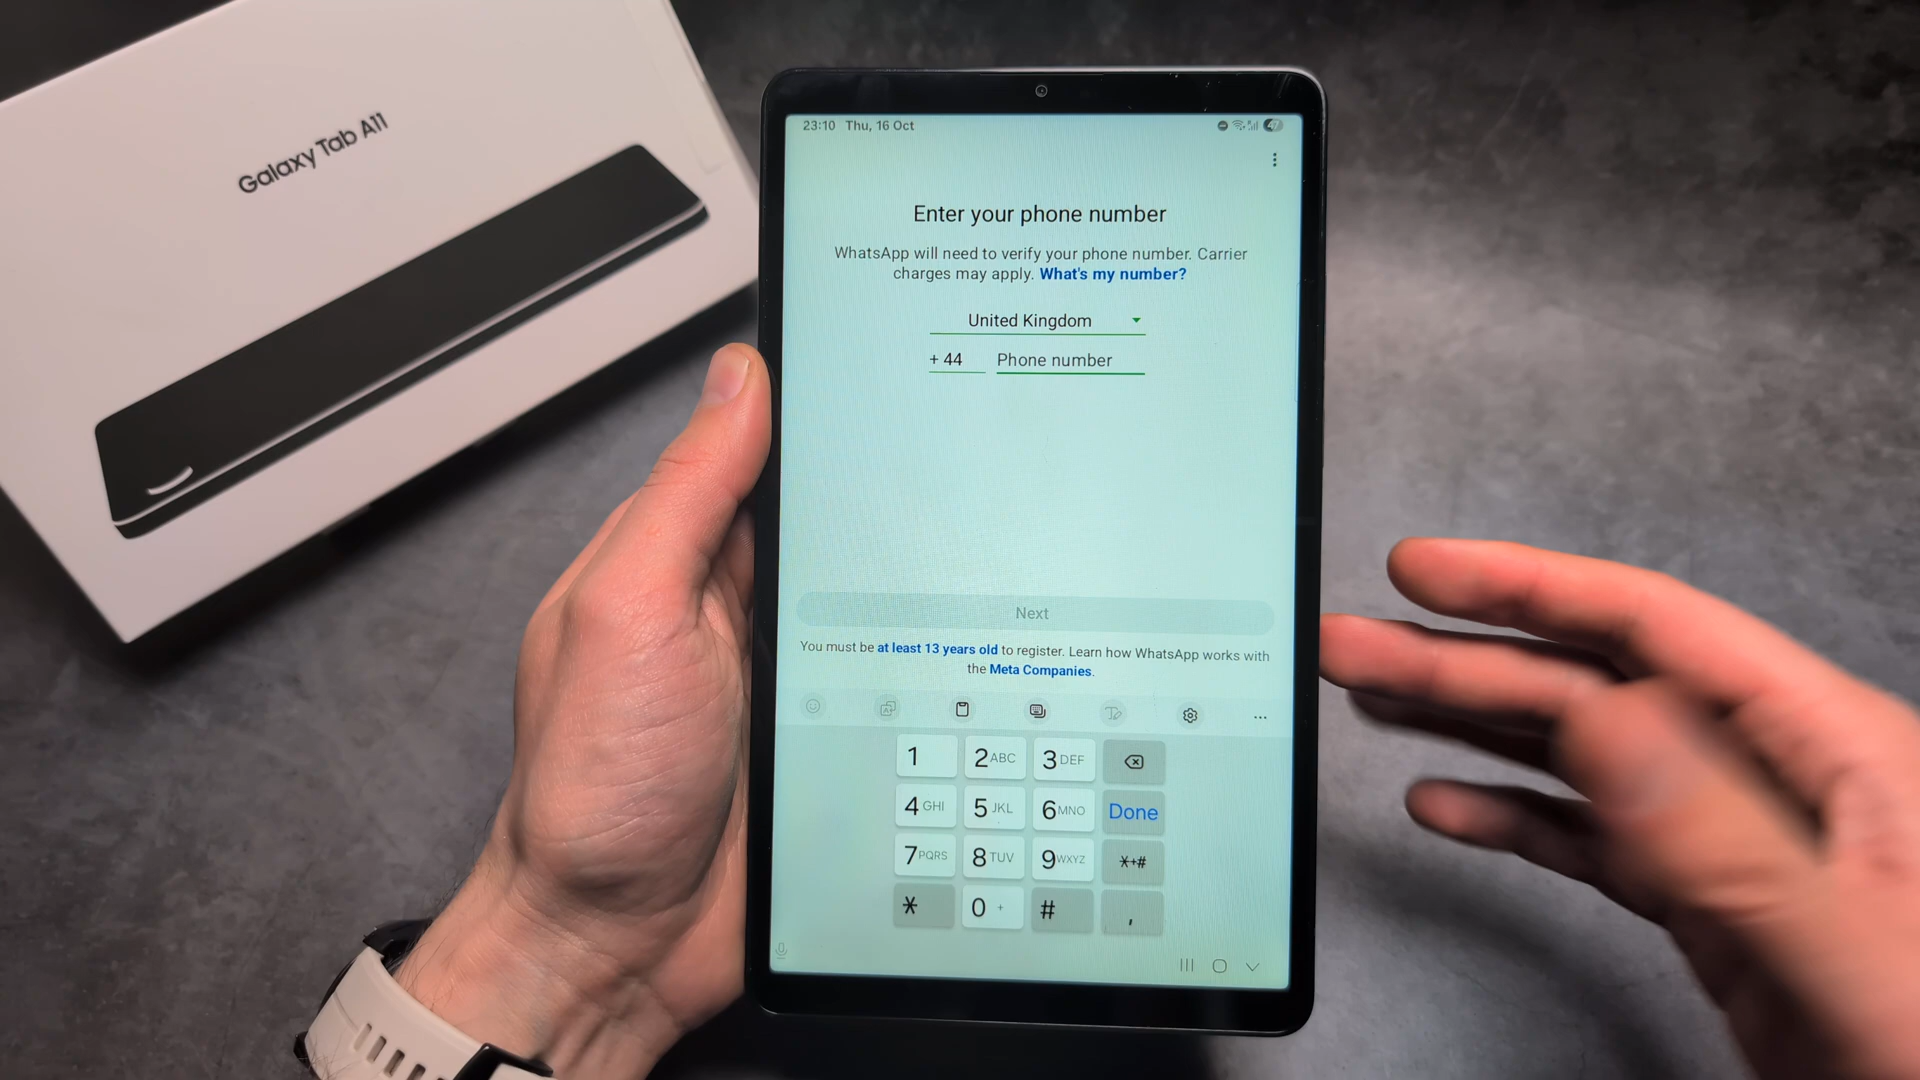 Galaxy Tab A11
23:10 Thu, 16 Oct
47
Enter your phone number
WhatsApp will need to verify your phone number. Carrier
charges may apply. What's my number?
United Kingdom
+ 44 Phone number
Next
You must be at least 13 years old to register. Learn how WhatsApp works with
the Meta Companies.
1 2 ABC 3 DEF
4 GHI 5 JKL 6 MNO Done
7 PQRS 8 TUV 9 WXYZ *+#
* 0 + # ,